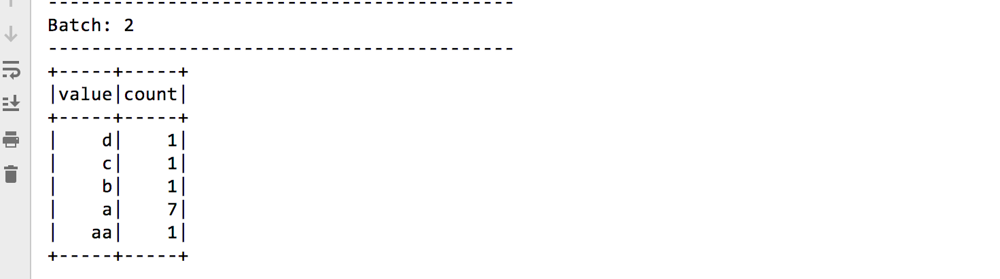 -------------------------------------------
Batch: 2
-------------------------------------------
+-----+-----+
|value|count|
+-----+-----+
|    d|    1|
|    c|    1|
|    b|    1|
|    a|    7|
|   aa|    1|
+-----+-----+